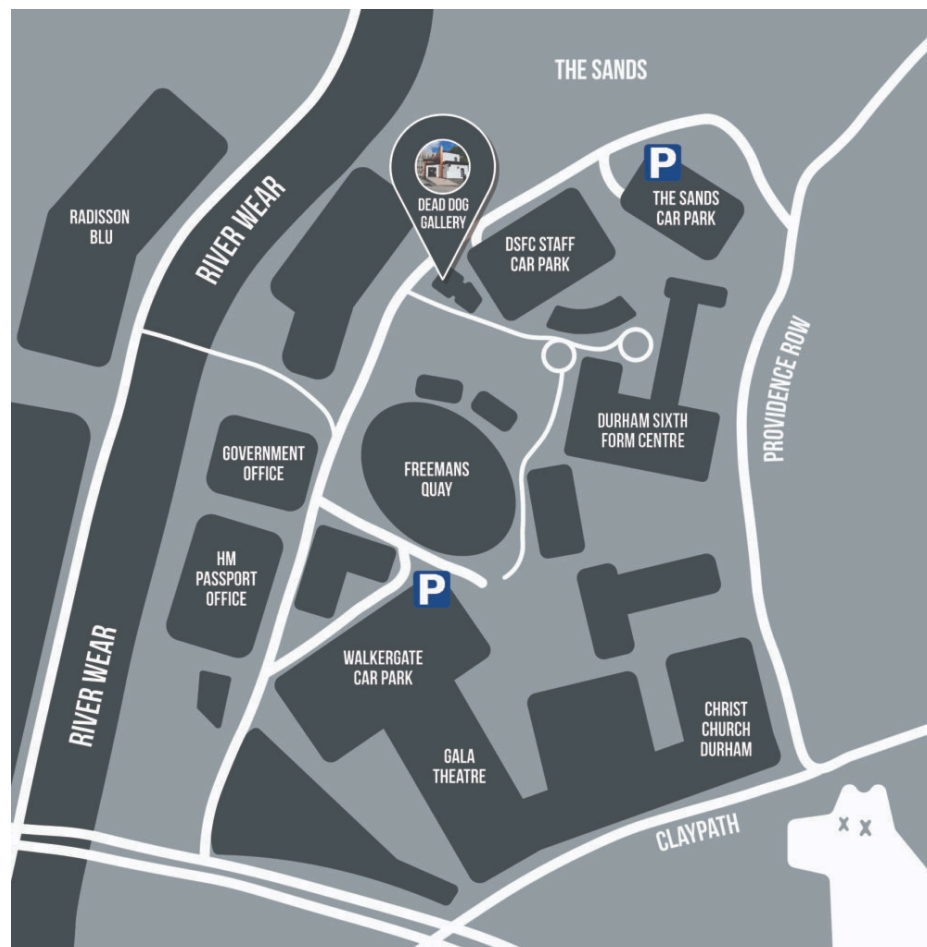 THE SANDS
P
THE SANDS
CAR PARK
DEAD DOG
GALLERY
RADISSON
BLU
RIVER WEAR
DSFC STAFF
CAR PARK
PROVIDENCE ROW
DURHAM SIXTH
FORM CENTRE
GOVERNMENT
OFFICE
FREEMANS
QUAY
HM
PASSPORT
OFFICE
P
WALKERGATE
CAR PARK
RIVER WEAR
GALA
THEATRE
CHRIST
CHURCH
DURHAM
CLAYPATH
x x